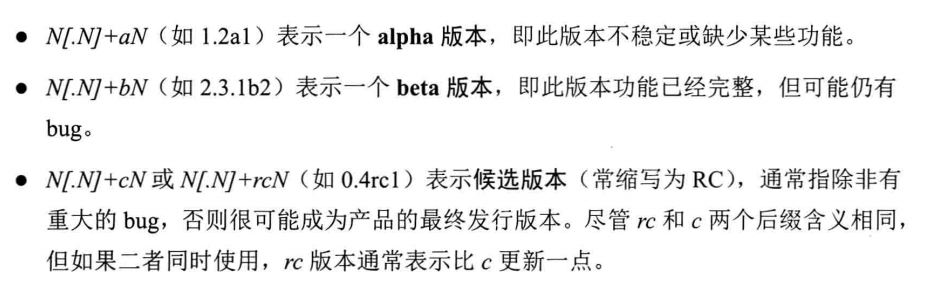 ● N[.N]+aN（如 1.2a1）表示一个 alpha 版本，即此版本不稳定或缺少某些功能。
● N[.N]+bN（如 2.3.1b2）表示一个 beta 版本，即此版本功能已经完整，但可能仍有
bug。
● N[.N]+cN 或 N[.N]+rcN（如 0.4rc1）表示候选版本（常缩写为 RC），通常指除非有
重大的 bug，否则很可能成为产品的最终发行版本。尽管 rc 和 c 两个后缀含义相同，
但如果二者同时使用，rc 版本通常表示比 c 更新一点。